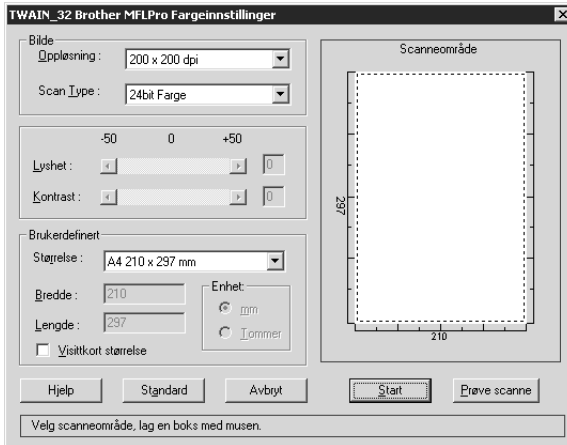 TWAIN_32 Brother MFLPro Fargeinnstillinger
Bilde
Oppløsning :
200 x 200 dpi
Scan Type :
24bit Farge
-50 0 +50
Lyshet :
0
Kontrast :
0
Brukerdefinert
Størrelse :
A4 210 x 297 mm
Bredde :
210
Lengde :
297
Enhet:
mm
Tommer
Visittkort størrelse
Scanneområde
297
210
Hjelp
Standard
Avbryt
Start
Prøve scanne
Velg scanneområde, lag en boks med musen.